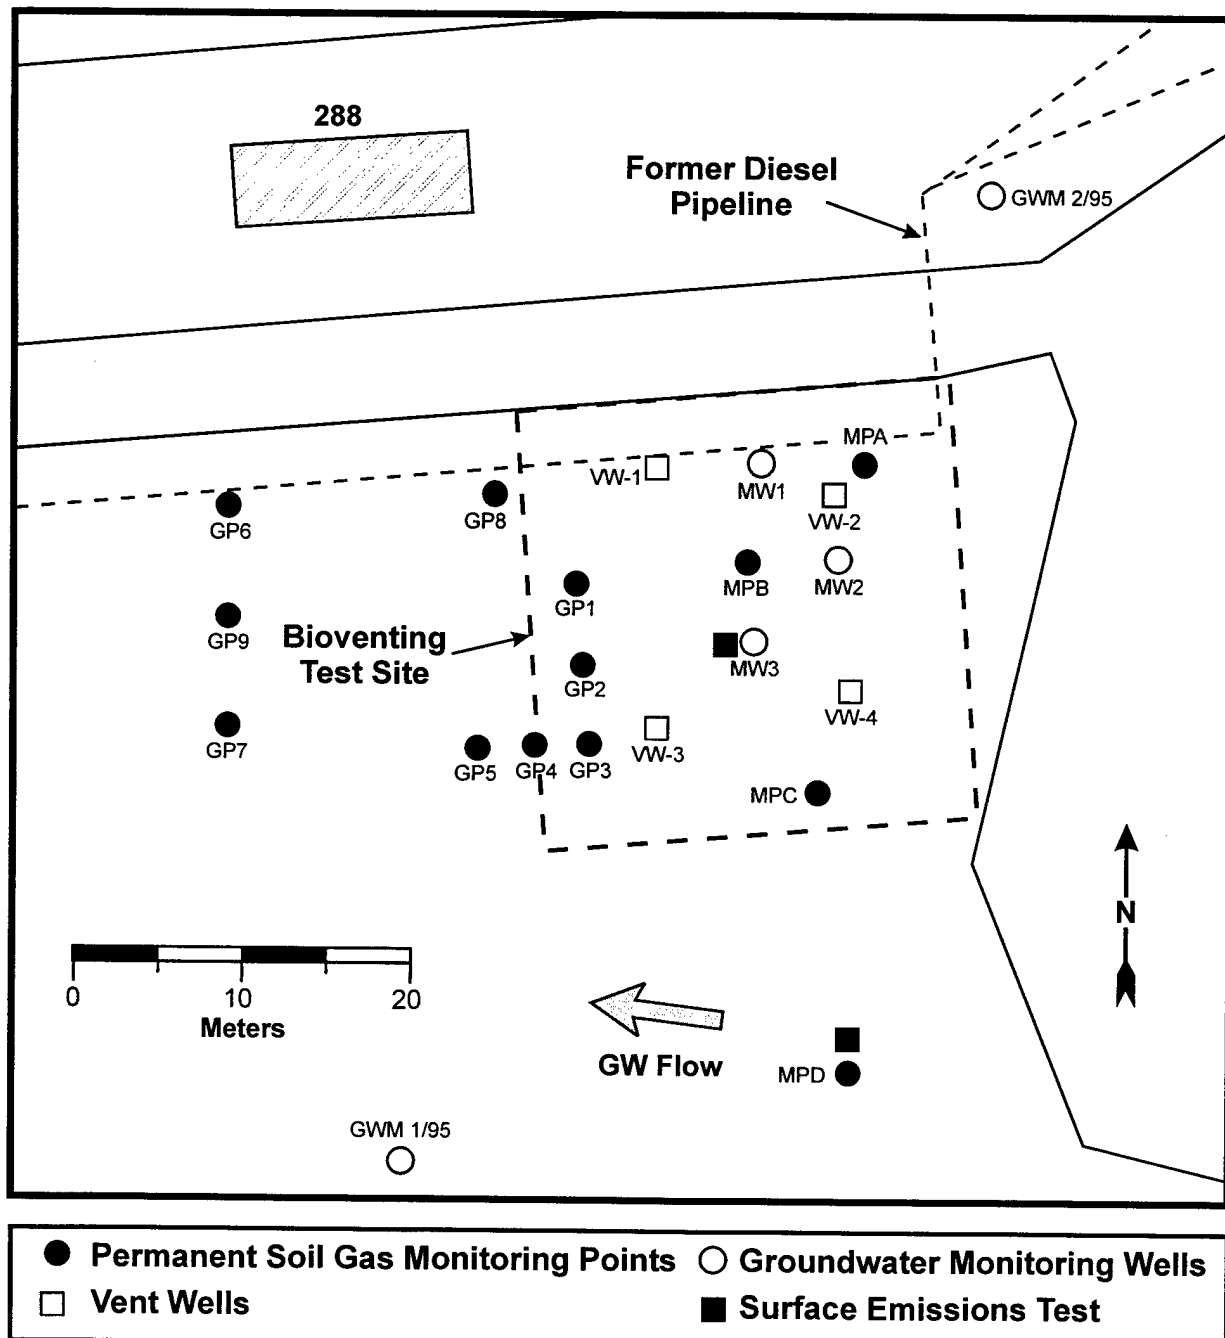 288
Former Diesel
Pipeline
GWM 2/95
MPA
VW-1
MW1
VW-2
GP6
GP8
MPB
MW2
GP1
GP9
Bioventing
Test Site
MW3
GP2
VW-4
GP7
VW-3
GP5
GP4
GP3
MPC
N
0
10
20
Meters
GW Flow
MPD
GWM 1/95
Permanent Soil Gas Monitoring Points
Groundwater Monitoring Wells
Vent Wells
Surface Emissions Test